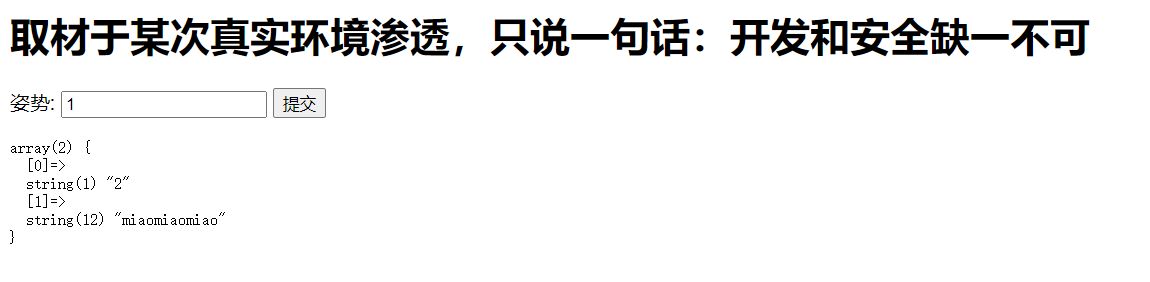 取材于某次真实环境渗透，只说一句话：开发和安全缺一不可
姿势: 1 提交
array(2) {
  [0]=>
  string(1) "2"
  [1]=>
  string(12) "miaomiaomiao"
}